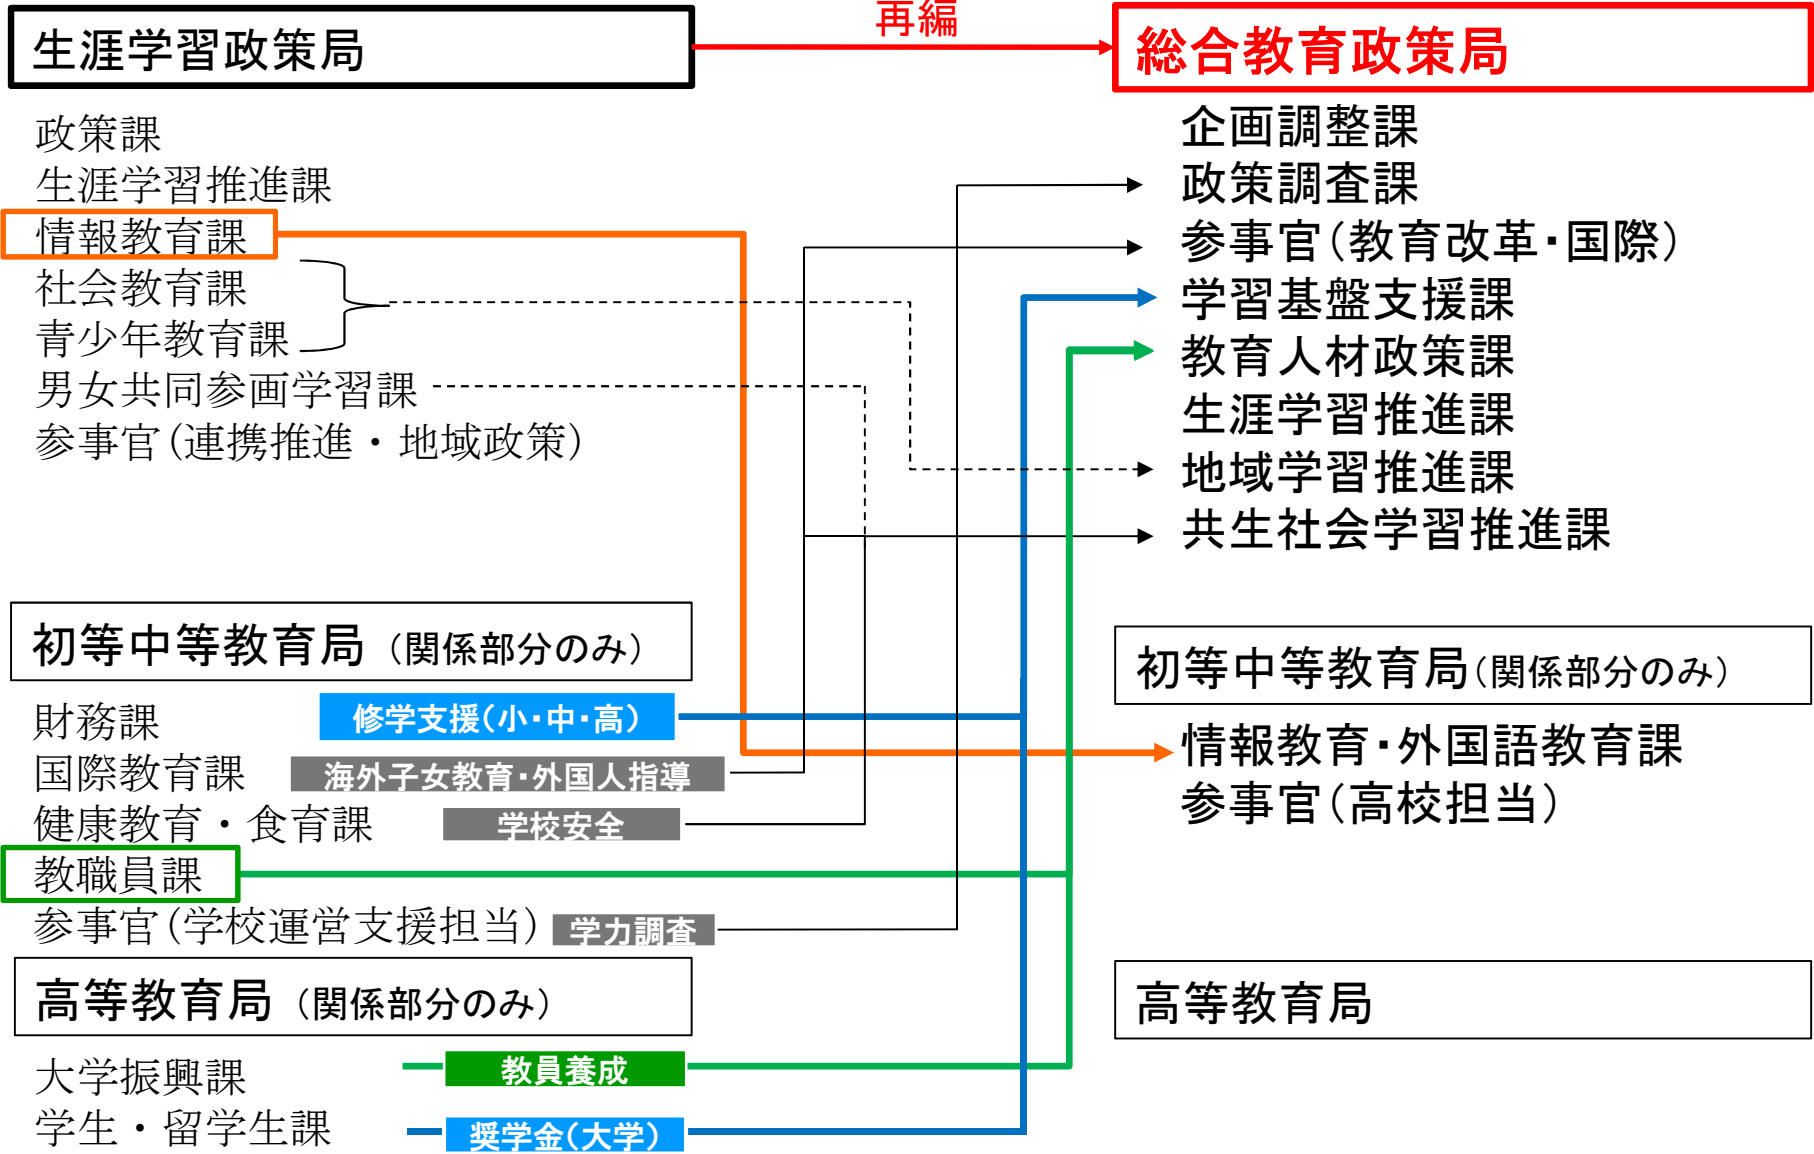 再編
生涯学習政策局
総合教育政策局
政策課
生涯学習推進課
情報教育課
社会教育課
青少年教育課
男女共同参画学習課
参事官(連携推進・地域政策)
企画調整課
政策調査課
参事官(教育改革・国際)
学習基盤支援課
教育人材政策課
生涯学習推進課
地域学習推進課
共生社会学習推進課
初等中等教育局(関係部分のみ)
財務課 修学支援(小・中・高)
国際教育課 海外子女教育・外国人指導
健康教育・食育課 学校安全
教職員課
参事官(学校運営支援担当) 学力調査
初等中等教育局(関係部分のみ)
情報教育・外国語教育課
参事官(高校担当)
高等教育局(関係部分のみ)
大学振興課 教員養成
学生・留学生課 奨学金(大学)
高等教育局